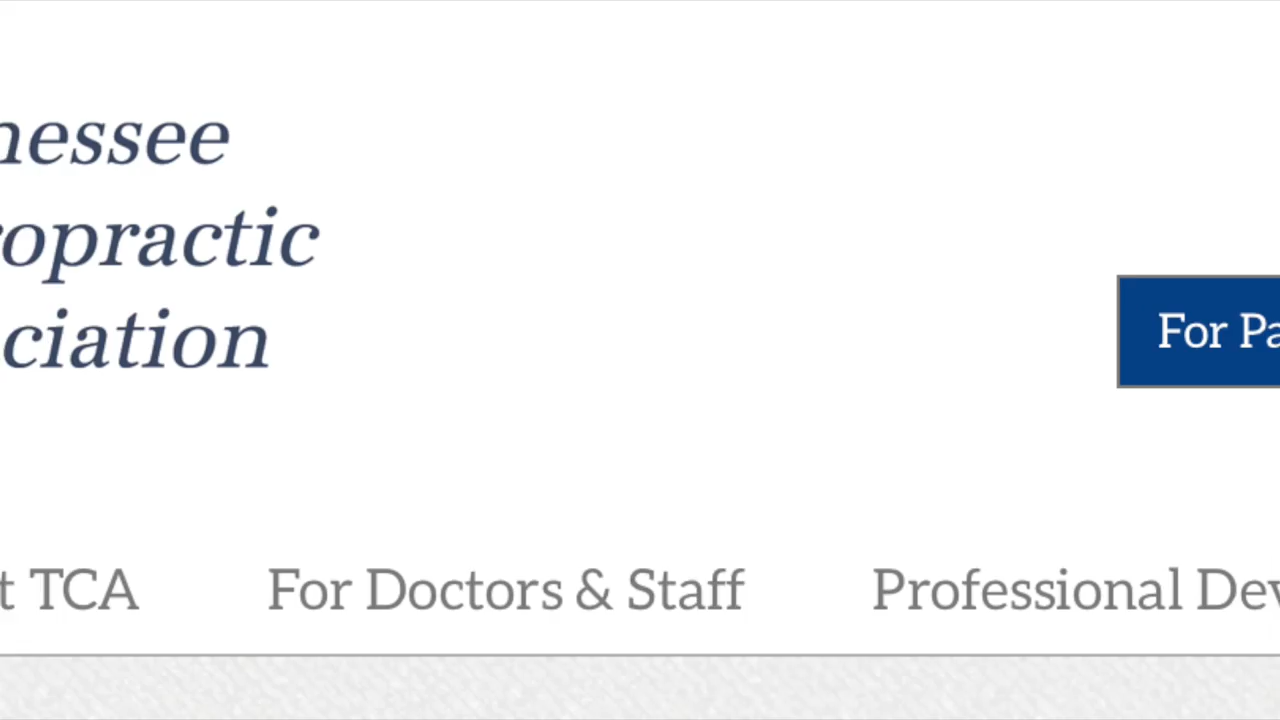 nessee
ropractic
ciation
For Pa
t TCA
For Doctors & Staff
Professional Dev